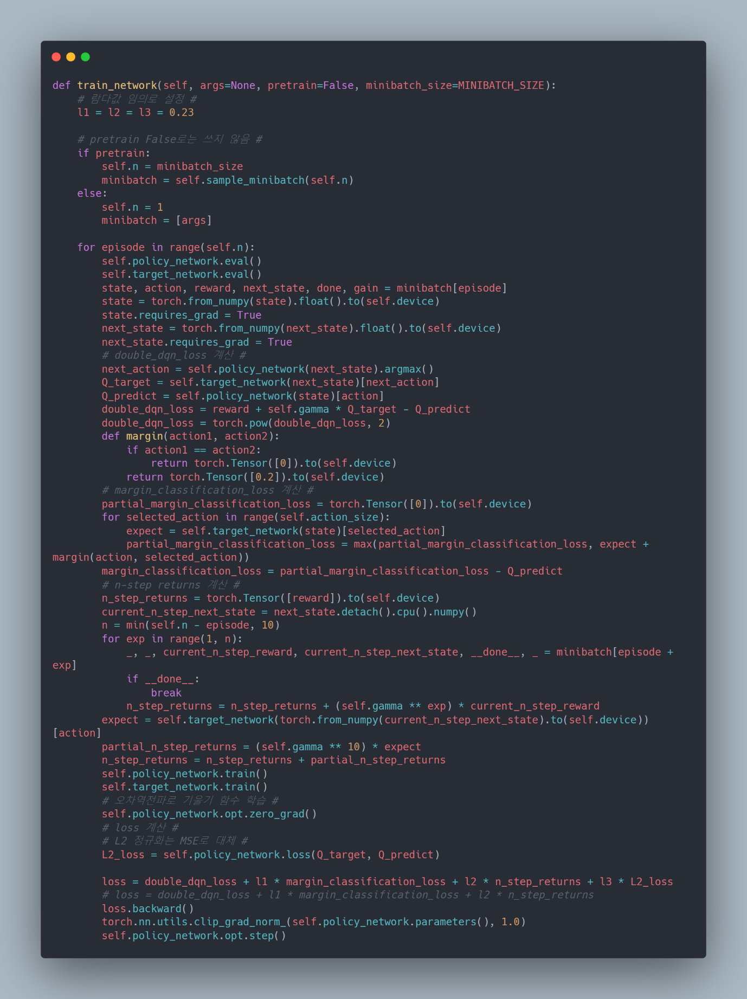 def train_network(self, args=None, pretrain=False, minibatch_size=MINIBATCH_SIZE):
    # 람다값 임의로 설정 #
    l1 = l2 = l3 = 0.23

    # pretrain False로는 쓰지 않음 #
    if pretrain:
        self.n = minibatch_size
        minibatch = self.sample_minibatch(self.n)
    else:
        self.n = 1
        minibatch = [args]

    for episode in range(self.n):
        self.policy_network.eval()
        self.target_network.eval()
        state, action, reward, next_state, done, gain = minibatch[episode]
        state = torch.from_numpy(state).float().to(self.device)
        state.requires_grad = True
        next_state = torch.from_numpy(next_state).float().to(self.device)
        next_state.requires_grad = True
        # double_dqn_loss 계산 #
        next_action = self.policy_network(next_state).argmax()
        Q_target = self.target_network(next_state)[next_action]
        Q_predict = self.policy_network(state)[action]
        double_dqn_loss = reward + self.gamma * Q_target - Q_predict
        double_dqn_loss = torch.pow(double_dqn_loss, 2)
        def margin(action1, action2):
            if action1 == action2:
                return torch.Tensor([0]).to(self.device)
            return torch.Tensor([0.2]).to(self.device)
        # margin_classification_loss 계산 #
        partial_margin_classification_loss = torch.Tensor([0]).to(self.device)
        for selected_action in range(self.action_size):
            expect = self.target_network(state)[selected_action]
            partial_margin_classification_loss = max(partial_margin_classification_loss, expect +
margin(action, selected_action))
        margin_classification_loss = partial_margin_classification_loss - Q_predict
        # n-step returns 계산 #
        n_step_returns = torch.Tensor([reward]).to(self.device)
        current_n_step_next_state = next_state.detach().cpu().numpy()
        n = min(self.n - episode, 10)
        for exp in range(1, n):
            _, _, current_n_step_reward, current_n_step_next_state, __done__, _ = minibatch[episode +
exp]
            if __done__:
                break
            n_step_returns = n_step_returns + (self.gamma ** exp) * current_n_step_reward
        expect = self.target_network(torch.from_numpy(current_n_step_next_state).to(self.device))
[action]
        partial_n_step_returns = (self.gamma ** 10) * expect
        n_step_returns = n_step_returns + partial_n_step_returns
        self.policy_network.train()
        self.target_network.train()
        # 오차역전파로 기울기 함수 학습 #
        self.policy_network.opt.zero_grad()
        # loss 계산 #
        # L2 정규화는 MSE로 대체 #
        L2_loss = self.policy_network.loss(Q_target, Q_predict)

        loss = double_dqn_loss + l1 * margin_classification_loss + l2 * n_step_returns + l3 * L2_loss
        # loss = double_dqn_loss + l1 * margin_classification_loss + l2 * n_step_returns
        loss.backward()
        torch.nn.utils.clip_grad_norm_(self.policy_network.parameters(), 1.0)
        self.policy_network.opt.step()